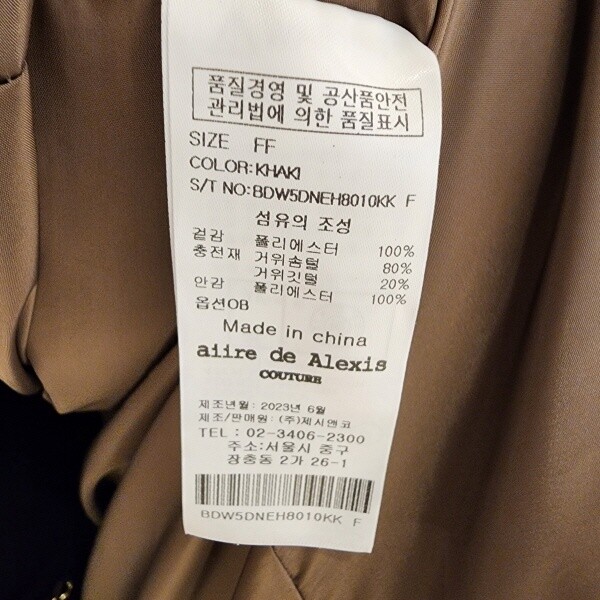 품질경영 및 공산품안전
관리법에 의한 품질표시
SIZE FF
COLOR:KHAKI
S/T NO:BDW5DNEH8010KK F
섬유의 조성
겉감 폴리에스터 100%
충전재 거위솜털 80%
거위깃털 20%
안감 폴리에스터 100%
옵션OB
Made in china
aiire de Alexis
COUTURE
제조년월: 2023년 6월
제조/판매원: (주)제시앤코
TEL : 02-3406-2300
주소:서울시 중구
장충동 2가 26-1
BDW5DNEH8010KK F